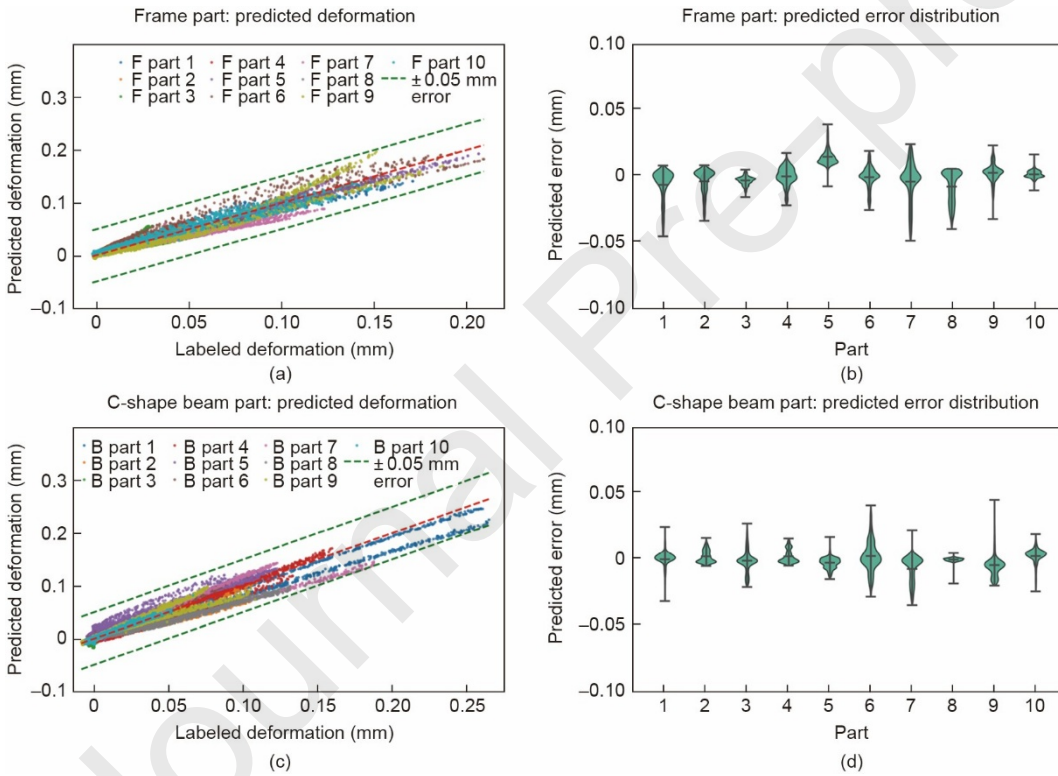 Frame part: predicted deformation
Predicted deformation (mm)
0.3
0.2
0.1
0
–0.1
F part 1 F part 4 F part 7 F part 10
F part 2 F part 5 F part 8 ±0.05 mm
F part 3 F part 6 F part 9 error
0 0.05 0.10 0.15 0.20
Labeled deformation (mm)
(a)
Frame part: predicted error distribution
Predicted error (mm)
0.10
0.05
0
–0.05
–0.10
1 2 3 4 5 6 7 8 9 10
Part
(b)
C-shape beam part: predicted deformation
Predicted deformation (mm)
0.3
0.2
0.1
0
–0.1
B part 1 B part 4 B part 7 B part 10
B part 2 B part 5 B part 8 ±0.05 mm
B part 3 B part 6 B part 9 error
0 0.05 0.10 0.15 0.20 0.25
Labeled deformation (mm)
(c)
C-shape beam part: predicted error distribution
Predicted error (mm)
0.10
0.05
0
–0.05
–0.10
1 2 3 4 5 6 7 8 9 10
Part
(d)
Journal Pre-pro